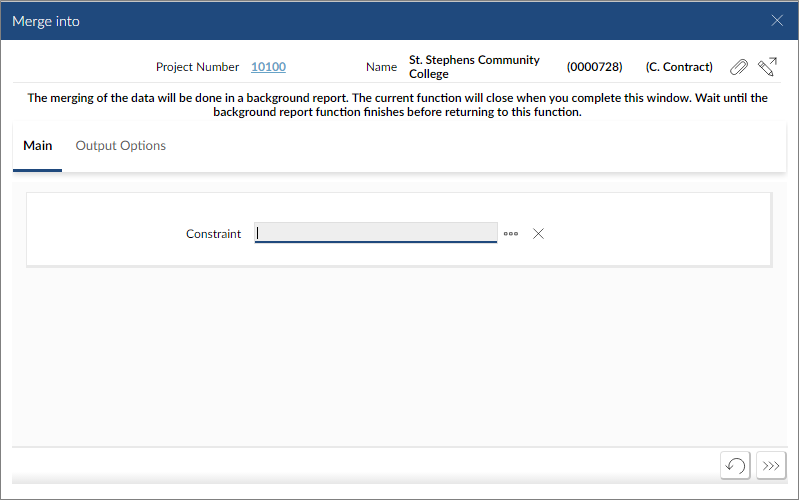 Merge into
Project Number 10100 Name St. Stephens Community College (0000728) (C. Contract)
The merging of the data will be done in a background report. The current function will close when you complete this window. Wait until the
background report function finishes before returning to this function.
Main Output Options
Constraint